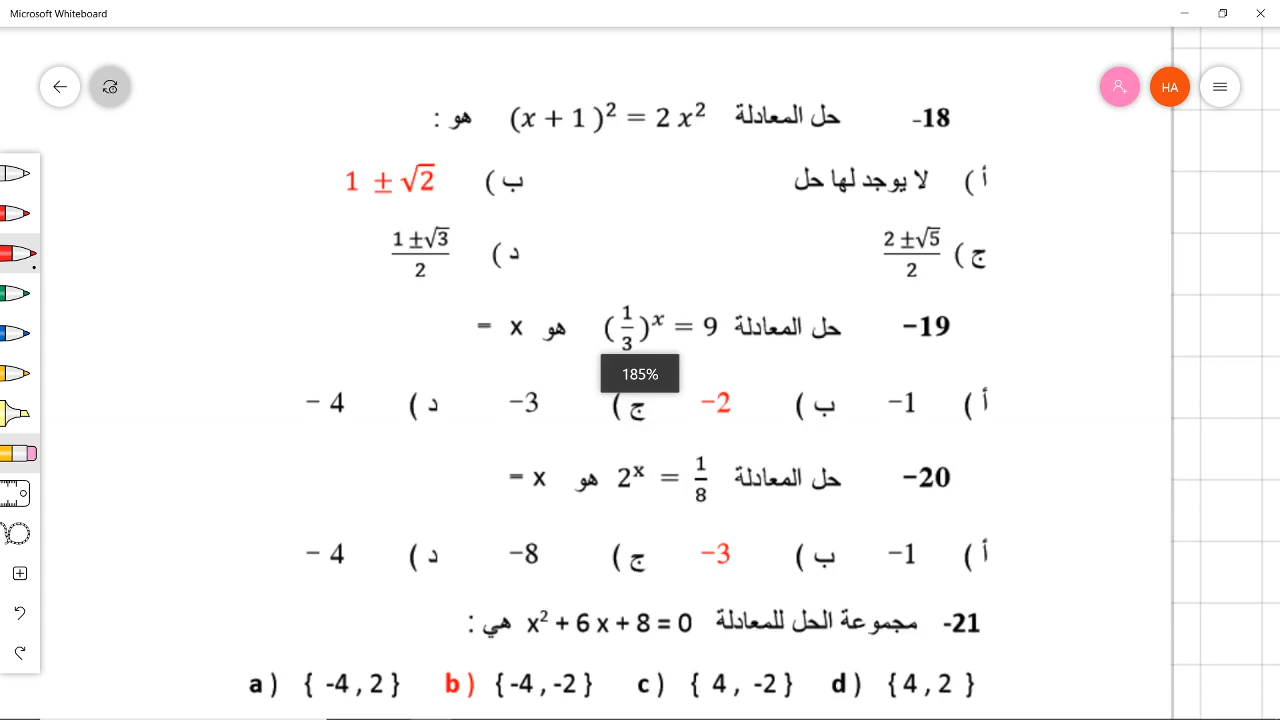 Microsoft Whiteboard
HA
18- حل المعادلة (x + 1 )² = 2 x² هو :
أ ) لا يوجد لها حل ب ) 1 ± √2
ج ) (2 ±√5)/2 د ) (1 ±√3)/2
19- حل المعادلة (1/3)ˣ = 9 هو x =
185%
أ ) −1 ب ) −2 ج ) −3 د ) − 4
20- حل المعادلة 2ˣ = 1/8 هو x =
أ ) −1 ب ) −3 ج ) −8 د ) − 4
21- مجموعة الحل للمعادلة x² + 6 x + 8 = 0 هي :
a ) { -4 , 2 } b ) {-4 , -2 } c ) { 4 , -2 } d ) {4 , 2 }